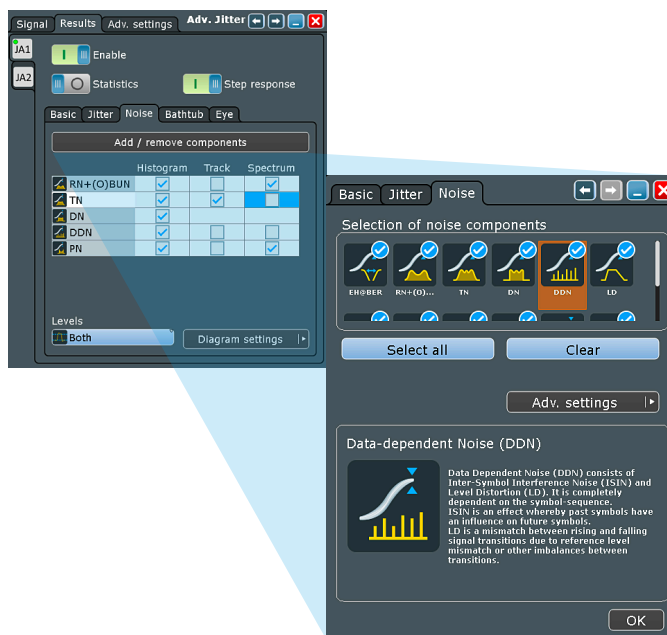 Signal Results Adv. settings Adv. Jitter
JA1
Enable
JA2
Statistics Step response
Basic Jitter Noise Bathtub Eye
Add / remove components
Histogram Track Spectrum
RN+(O)BUN
TN
DN
DDN
PN
Levels
Both Diagram settings
Basic Jitter Noise
Selection of noise components
EH@BER RN+(O)... TN DN DDN LD
Select all Clear
Adv. settings
Data-dependent Noise (DDN)
Data Dependent Noise (DDN) consists of
Inter-Symbol Interference Noise (ISIN) and
Level Distortion (LD). It is completely
dependent on the symbol-sequence.
ISIN is an effect whereby past symbols have
an influence on future symbols.
LD is a mismatch between rising and falling
signal transitions due to reference level
mismatch or other imbalances between
transitions.
OK